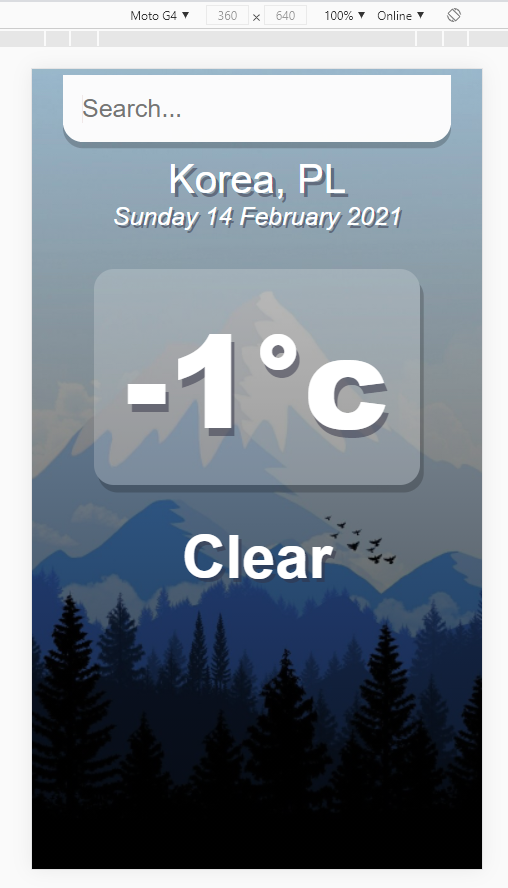 Moto G4 ▼ 360 × 640 100% ▼ Online ▼
Search...
Korea, PL
Sunday 14 February 2021
-1°c
Clear